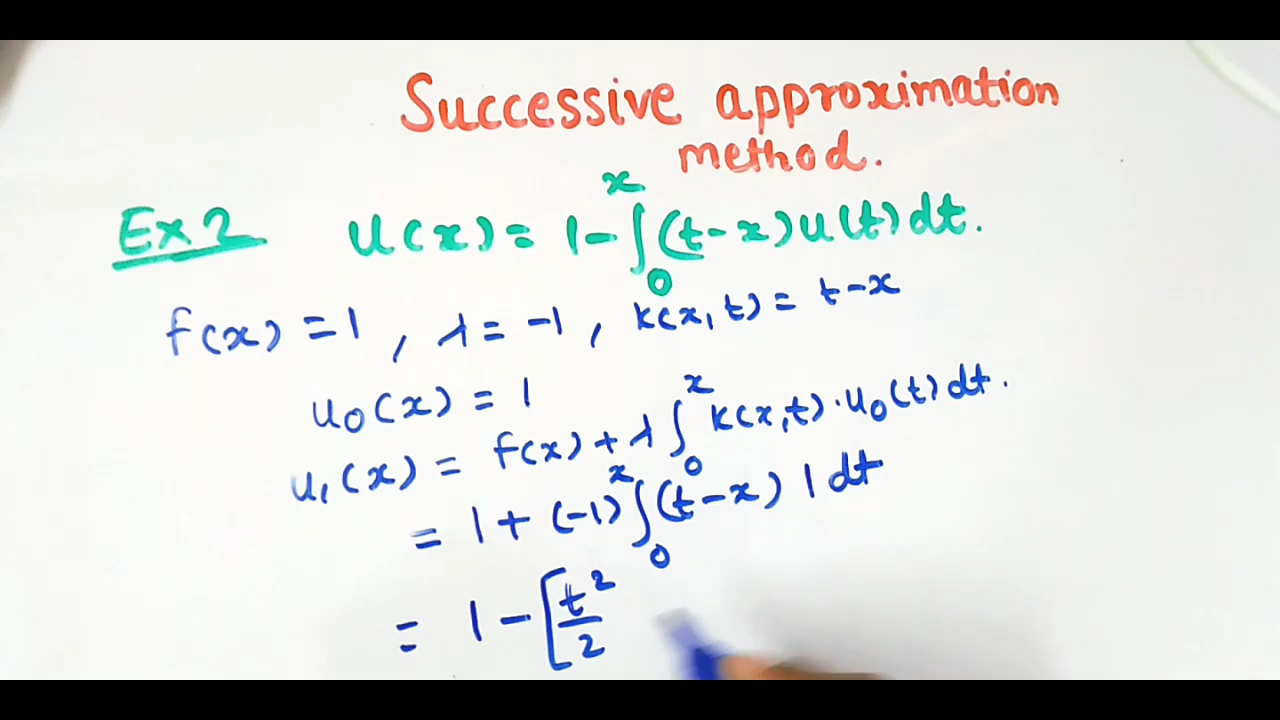 Successive approximation
method.
Ex 2 u(x) = 1 - ∫₀ˣ (t-x) u(t) dt.
f(x) = 1, λ = -1, k(x,t) = t-x
u₀(x) = 1
u₁(x) = f(x) + λ ∫₀ˣ k(x,t) · u₀(t) dt.
= 1 + (-1) ∫₀ˣ (t-x) 1 dt
= 1 - [t²/2